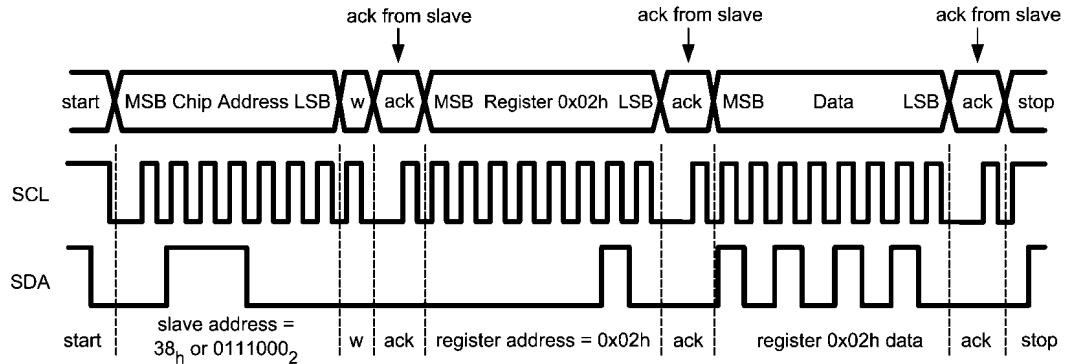 ack from slave ack from slave ack from slave
start MSB Chip Address LSB w ack MSB Register 0x02h LSB ack MSB Data LSB ack stop
SCL
SDA
start slave address = 38h or 01110002 w ack register address = 0x02h ack register 0x02h data ack stop